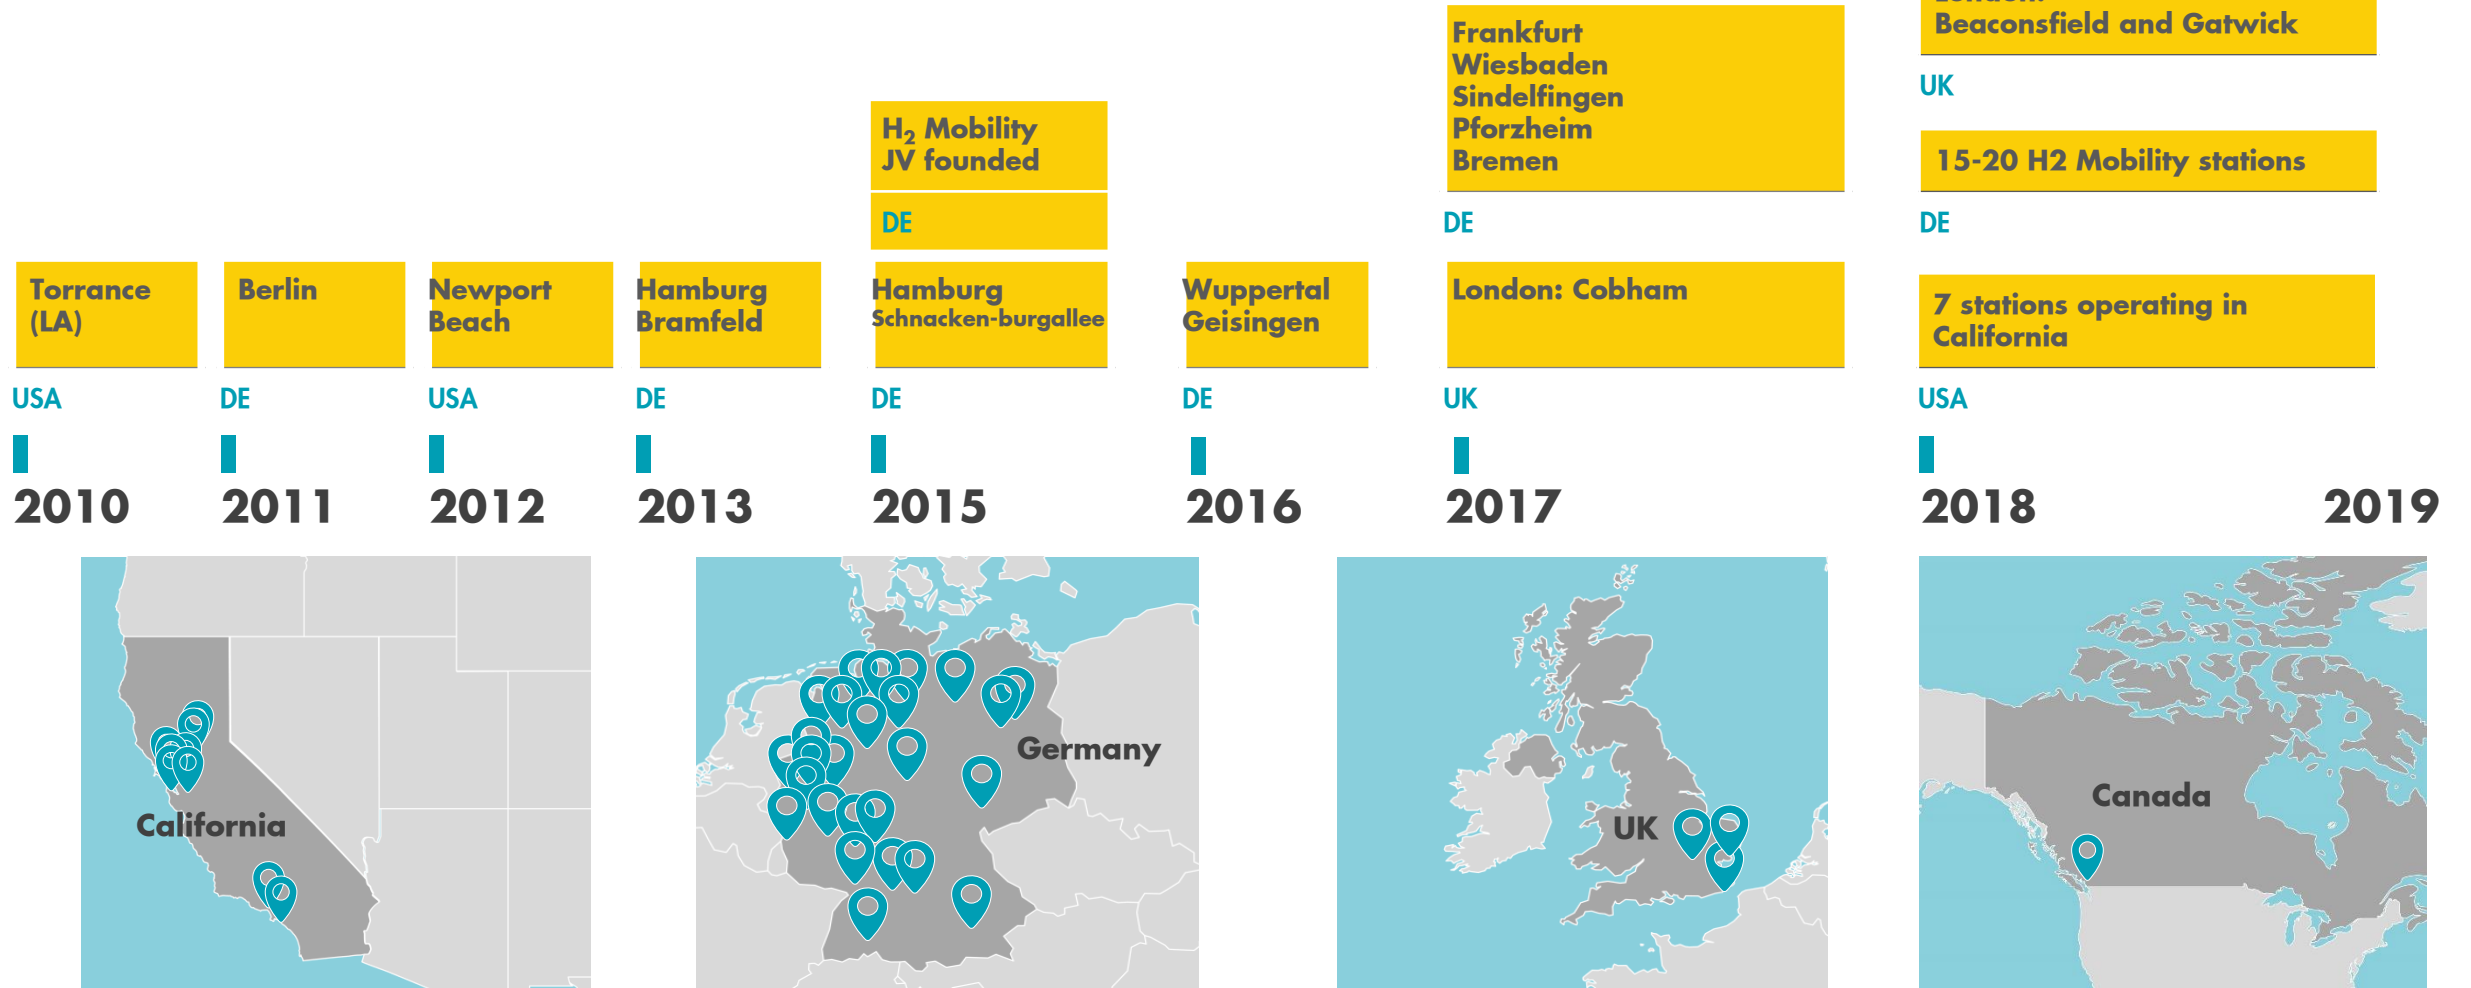 Beaconsfield and Gatwick
UK
Frankfurt
Wiesbaden
Sindelfingen
Pforzheim
Bremen
DE
H2 Mobility
JV founded
DE
15-20 H2 Mobility stations
DE
Torrance
(LA)
USA
Berlin
DE
Newport
Beach
USA
Hamburg
Bramfeld
DE
Hamburg
Schnacken-burgallee
DE
Wuppertal
Geisingen
DE
London: Cobham
UK
7 stations operating in
California
USA
2010
2011
2012
2013
2015
2016
2017
2018
2019
California
Germany
UK
Canada